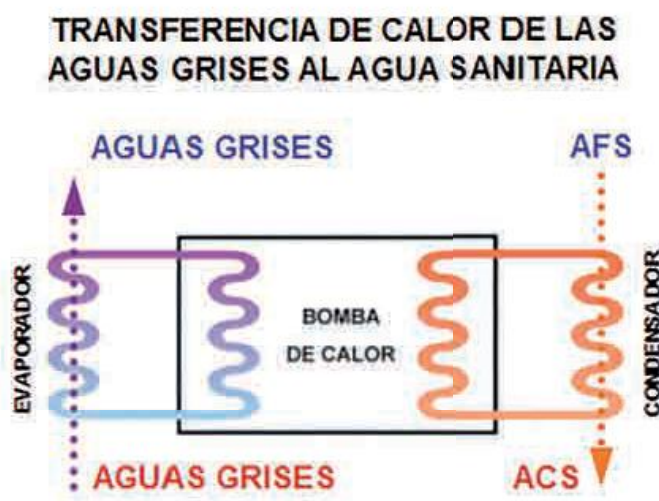 TRANSFERENCIA DE CALOR DE LAS
AGUAS GRISES AL AGUA SANITARIA
AGUAS GRISES
AFS
EVAPORADOR
BOMBA
DE CALOR
CONDENSADOR
AGUAS GRISES
ACS